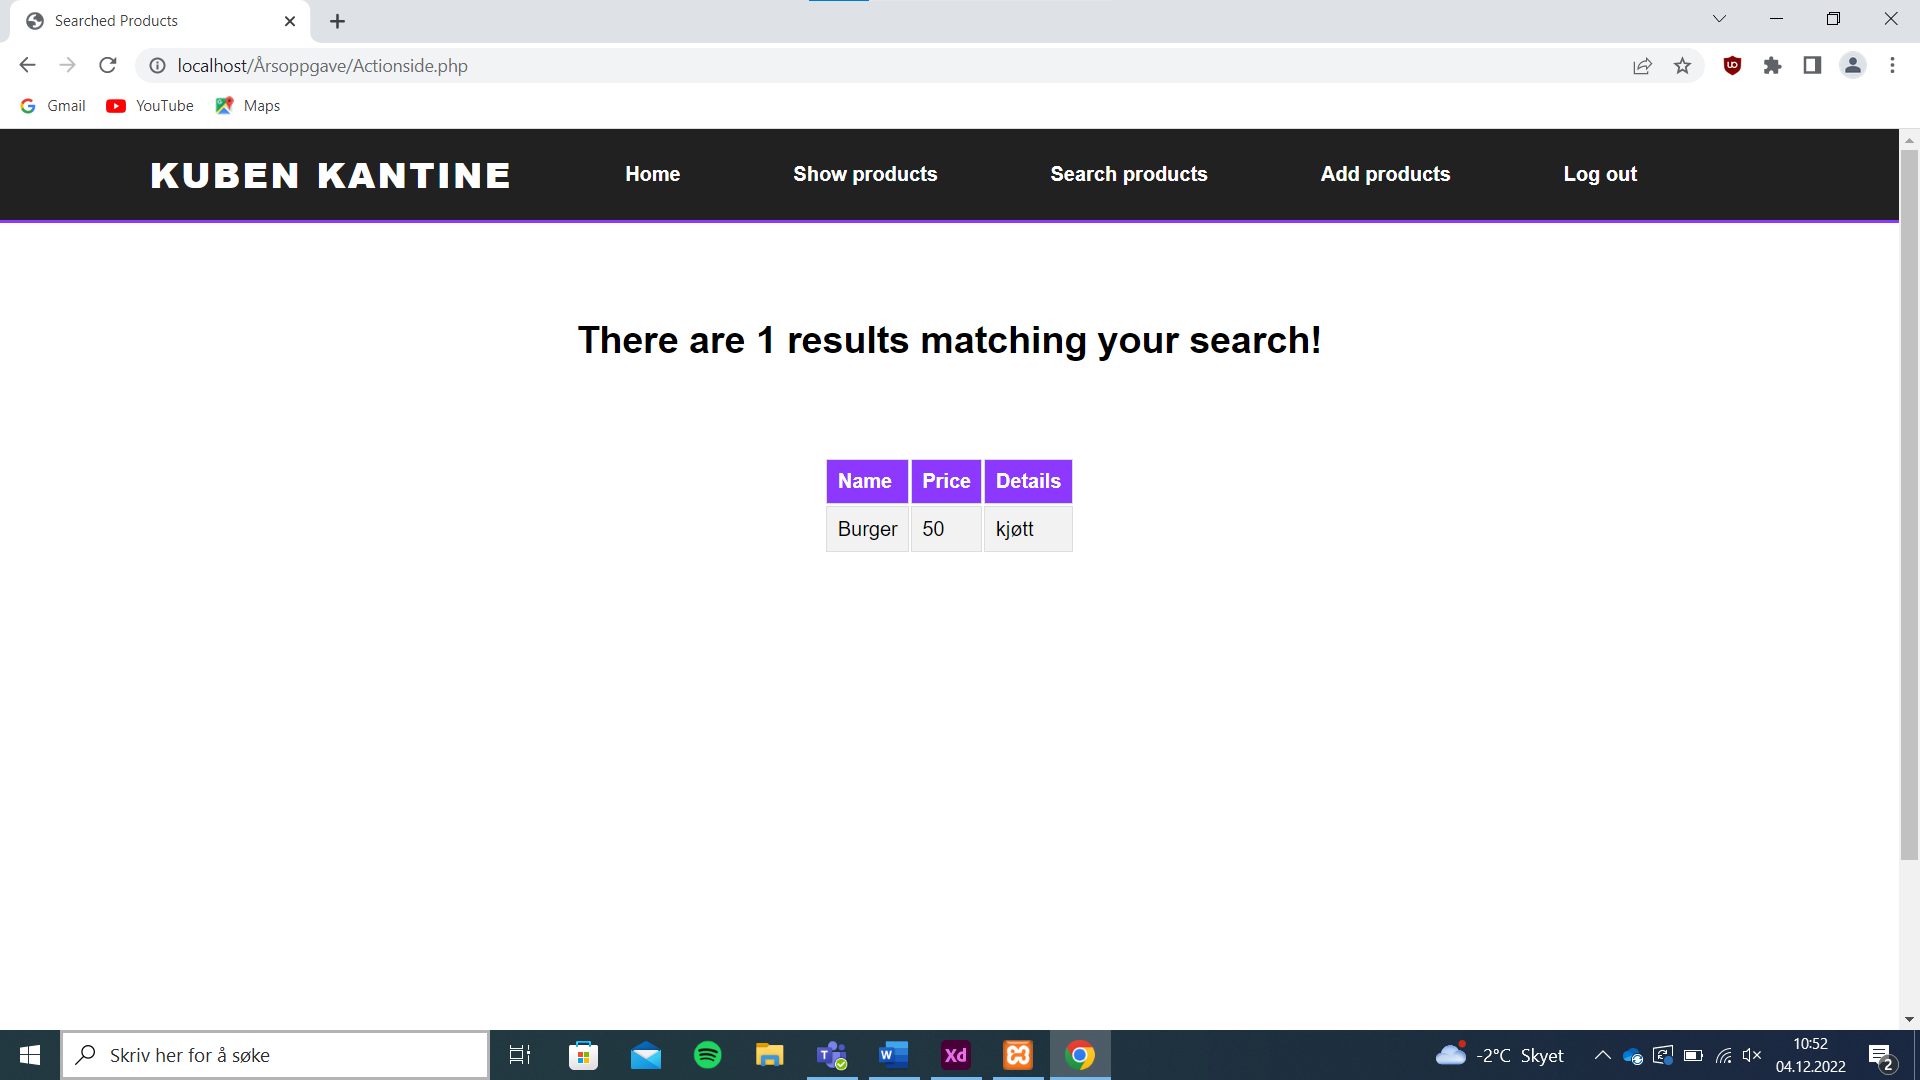 Searched Products
localhost/Årsoppgave/Actionside.php
Gmail YouTube Maps
KUBEN KANTINE Home Show products Search products Add products Log out
There are 1 results matching your search!
Name Price Details
Burger 50 kjøtt
Skriv her for å søke
-2°C Skyet
10:52
04.12.2022
2